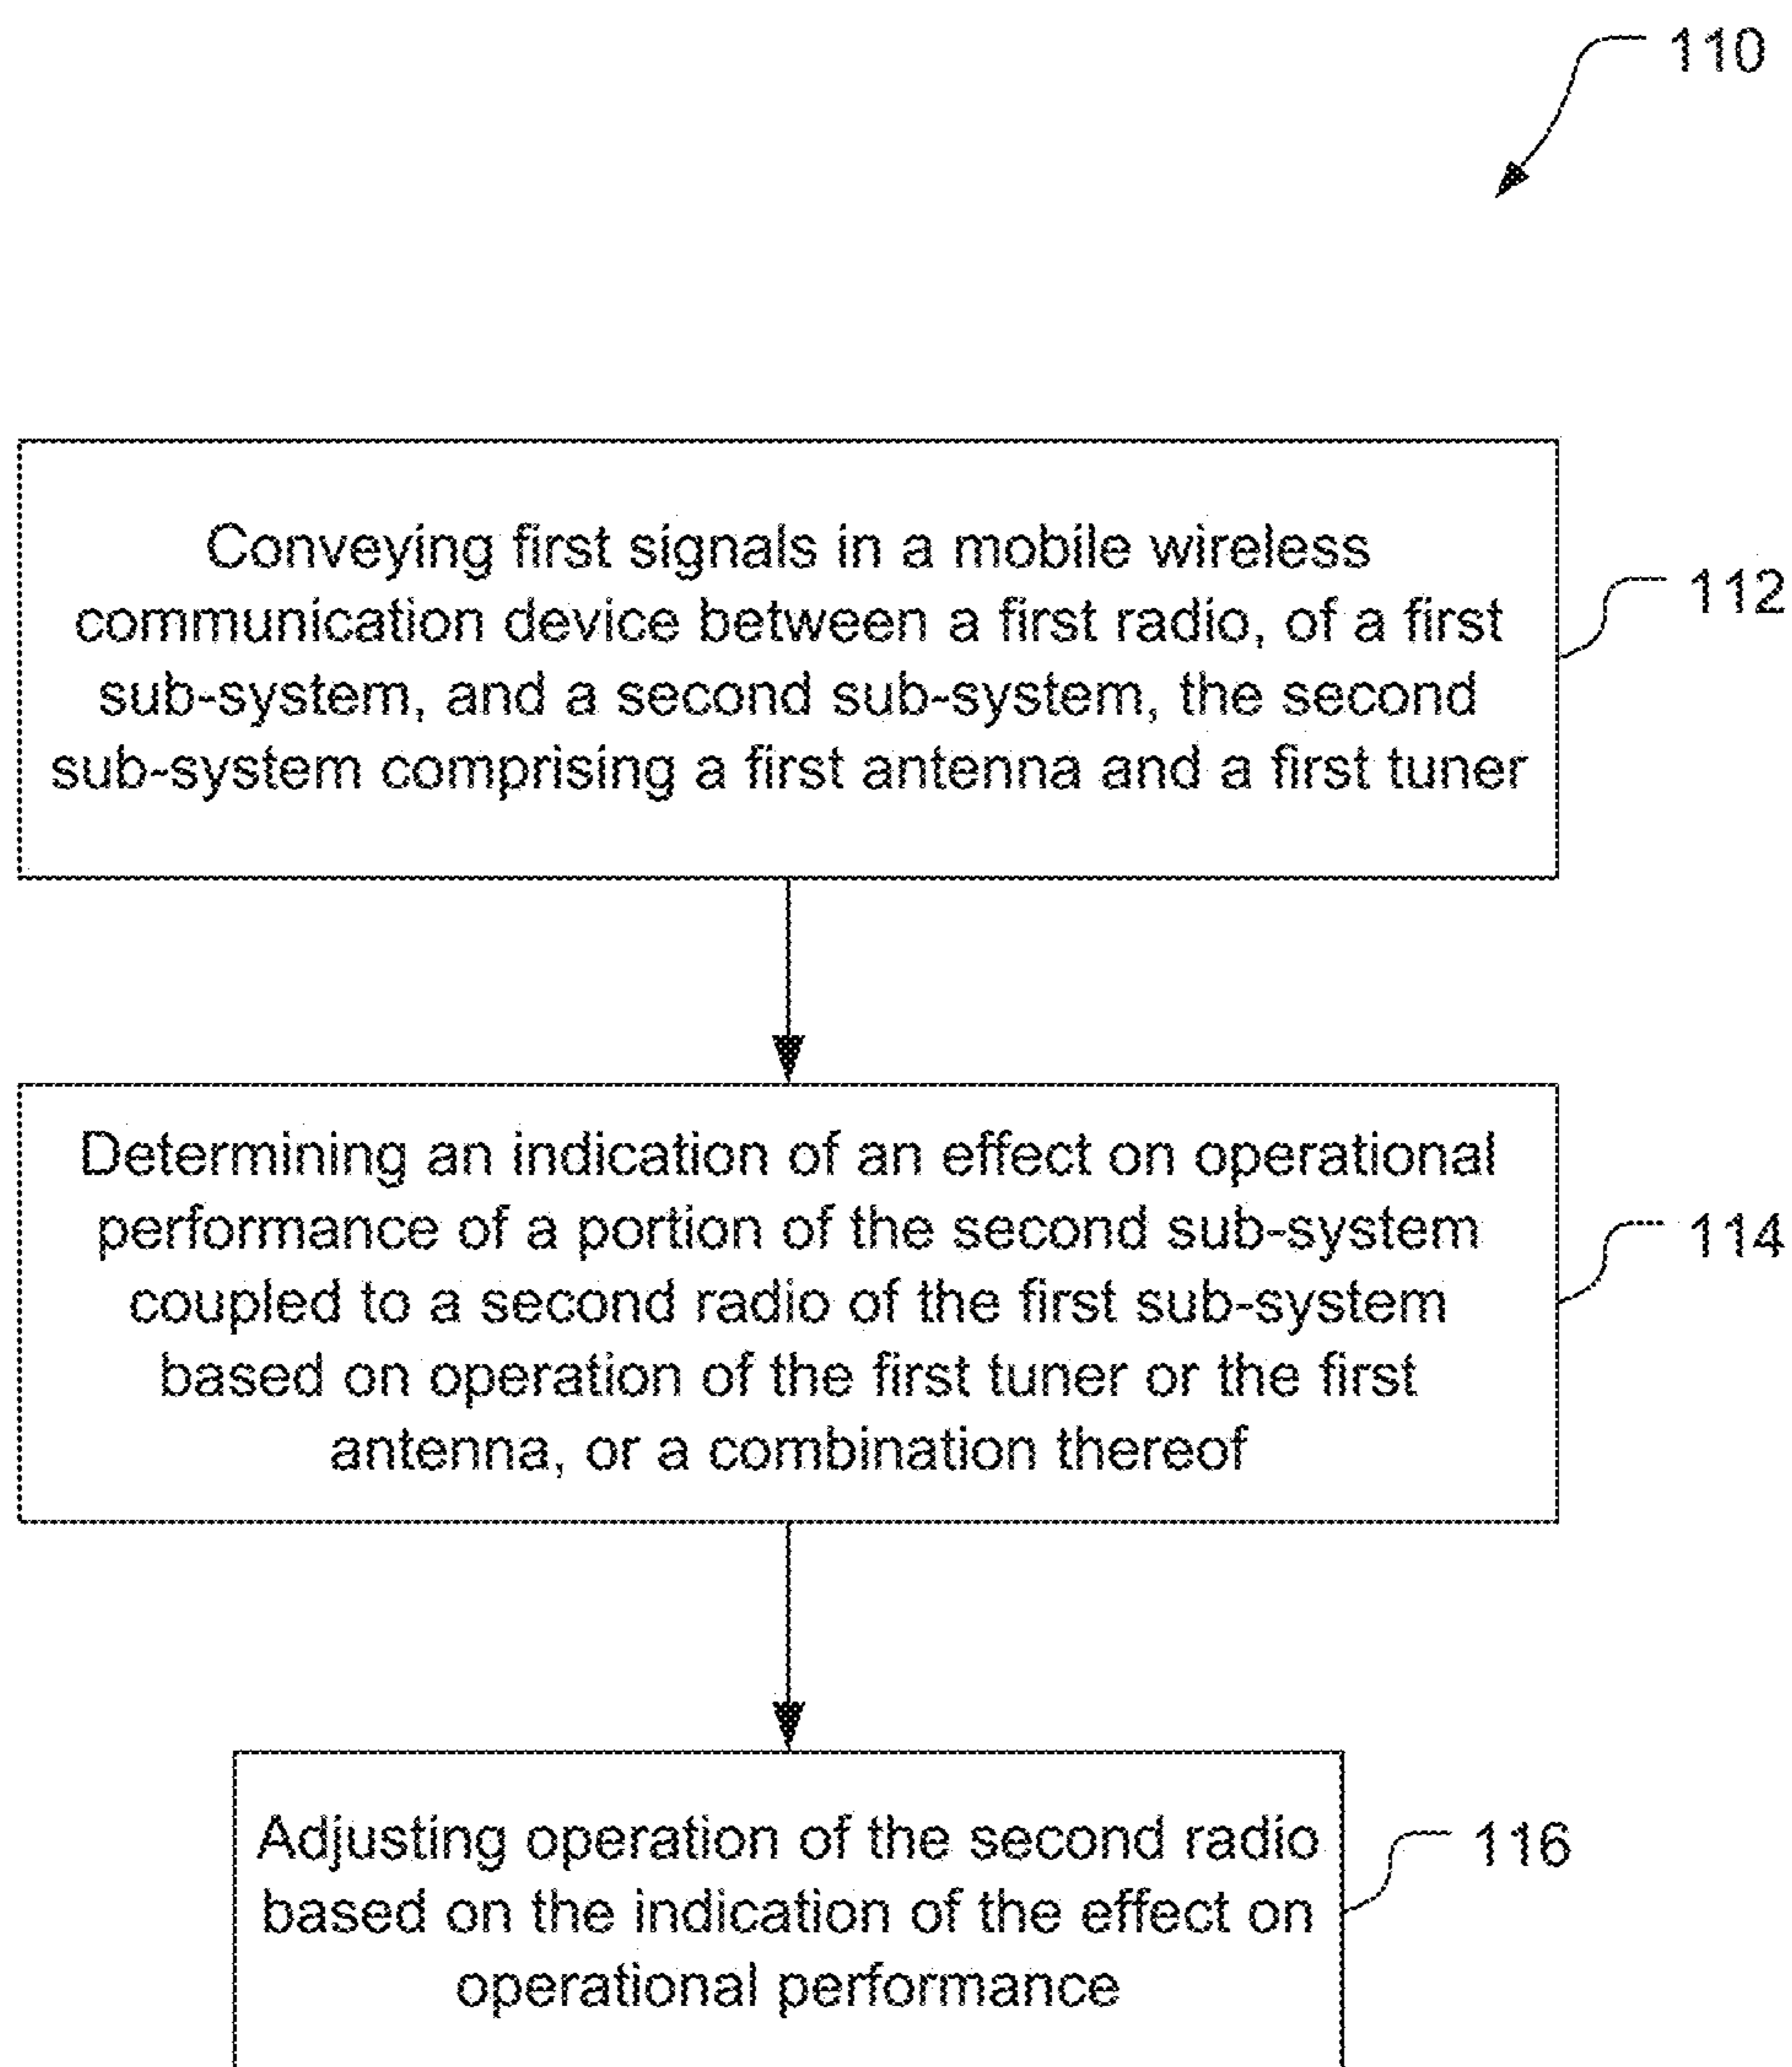 110
Conveying first signals in a mobile wireless
communication device between a first radio, of a first
sub-system, and a second sub-system, the second
sub-system comprising a first antenna and a first tuner
112
Determining an indication of an effect on operational
performance of a portion of the second sub-system
coupled to a second radio of the first sub-system
based on operation of the first tuner or the first
antenna, or a combination thereof
114
Adjusting operation of the second radio
based on the indication of the effect on
operational performance
116